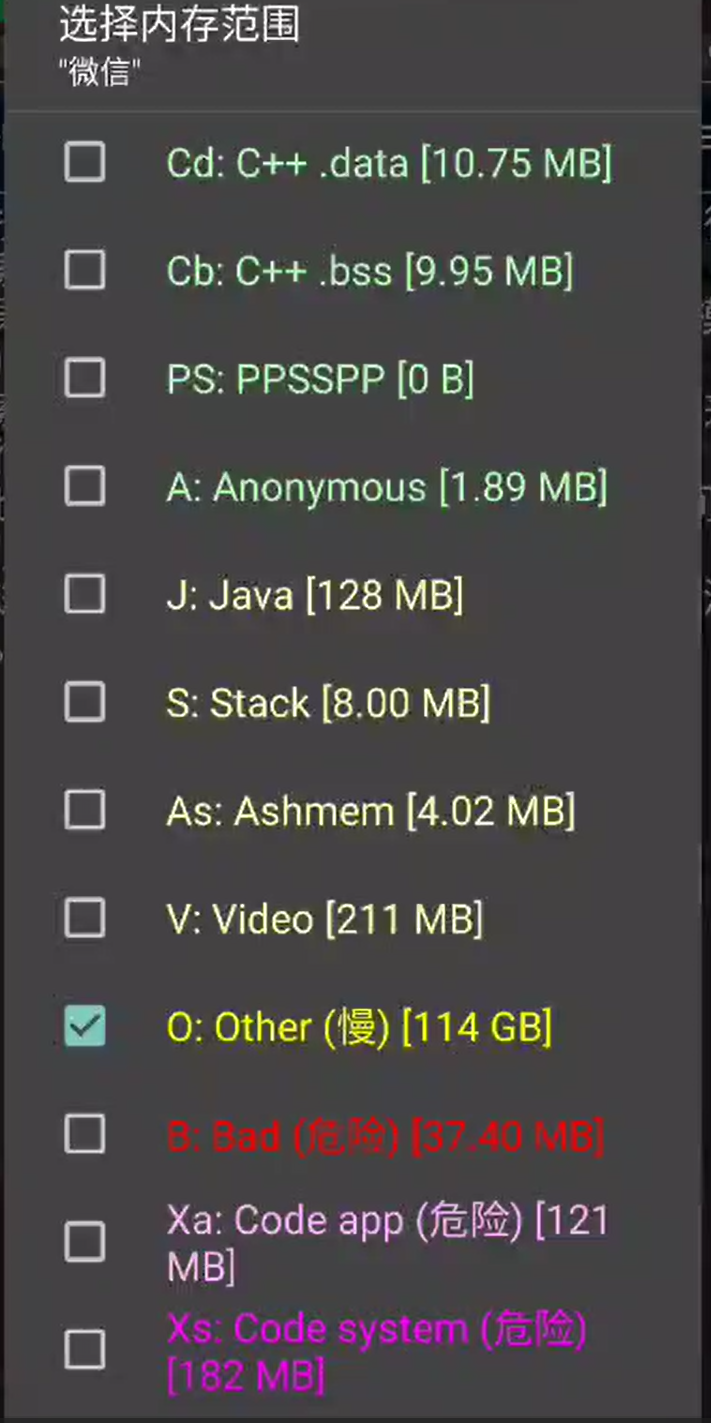 选择内存范围
"微信"
Cd: C++ .data [10.75 MB]
Cb: C++ .bss [9.95 MB]
PS: PPSSPP [0 B]
A: Anonymous [1.89 MB]
J: Java [128 MB]
S: Stack [8.00 MB]
As: Ashmem [4.02 MB]
V: Video [211 MB]
O: Other (慢) [114 GB]
B: Bad (危险) [37.40 MB]
Xa: Code app (危险) [121
MB]
Xs: Code system (危险)
[182 MB]